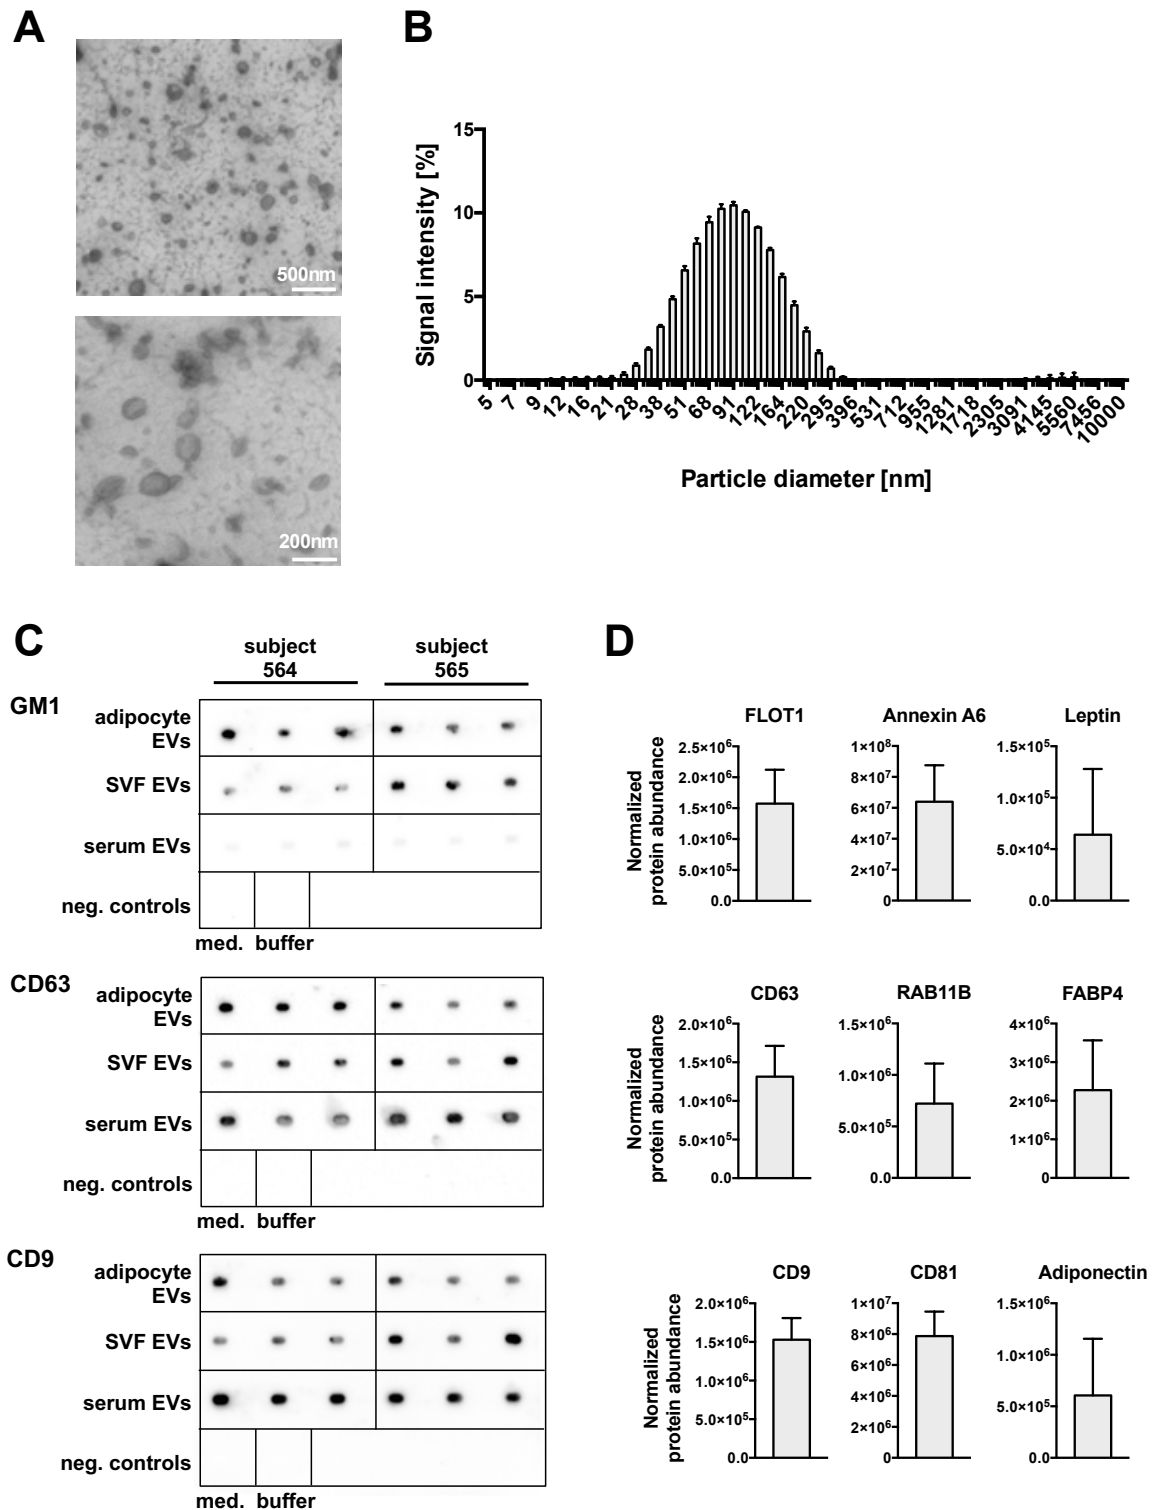 A
500nm
200nm
B
Signal intensity [%]
15
10
5
0
5 7 9 12 16 21 28 38 51 68 91 122 164 220 295 396 531 712 955 1281 1718 2305 3091 4145 5560 7456 10000
Particle diameter [nm]
C
subject 564
subject 565
GM1
adipocyte
EVs
SVF EVs
serum EVs
neg. controls
med. buffer
CD63
adipocyte
EVs
SVF EVs
serum EVs
neg. controls
med. buffer
CD9
adipocyte
EVs
SVF EVs
serum EVs
neg. controls
med. buffer
D
Normalized
protein abundance
FLOT1
2.5×10⁶
2.0×10⁶
1.5×10⁶
1.0×10⁶
5.0×10⁵
0.0
Annexin A6
1×10⁸
8×10⁷
6×10⁷
4×10⁷
2×10⁷
0
Leptin
1.5×10⁵
1.0×10⁵
5.0×10⁴
0.0
Normalized
protein abundance
CD63
2.0×10⁶
1.5×10⁶
1.0×10⁶
5.0×10⁵
0.0
RAB11B
1.5×10⁶
1.0×10⁶
5.0×10⁵
0.0
FABP4
4×10⁶
3×10⁶
2×10⁶
1×10⁶
0
Normalized
protein abundance
CD9
2.0×10⁶
1.5×10⁶
1.0×10⁶
5.0×10⁵
0.0
CD81
1×10⁷
8×10⁶
6×10⁶
4×10⁶
2×10⁶
0
Adiponectin
1.5×10⁶
1.0×10⁶
5.0×10⁵
0.0